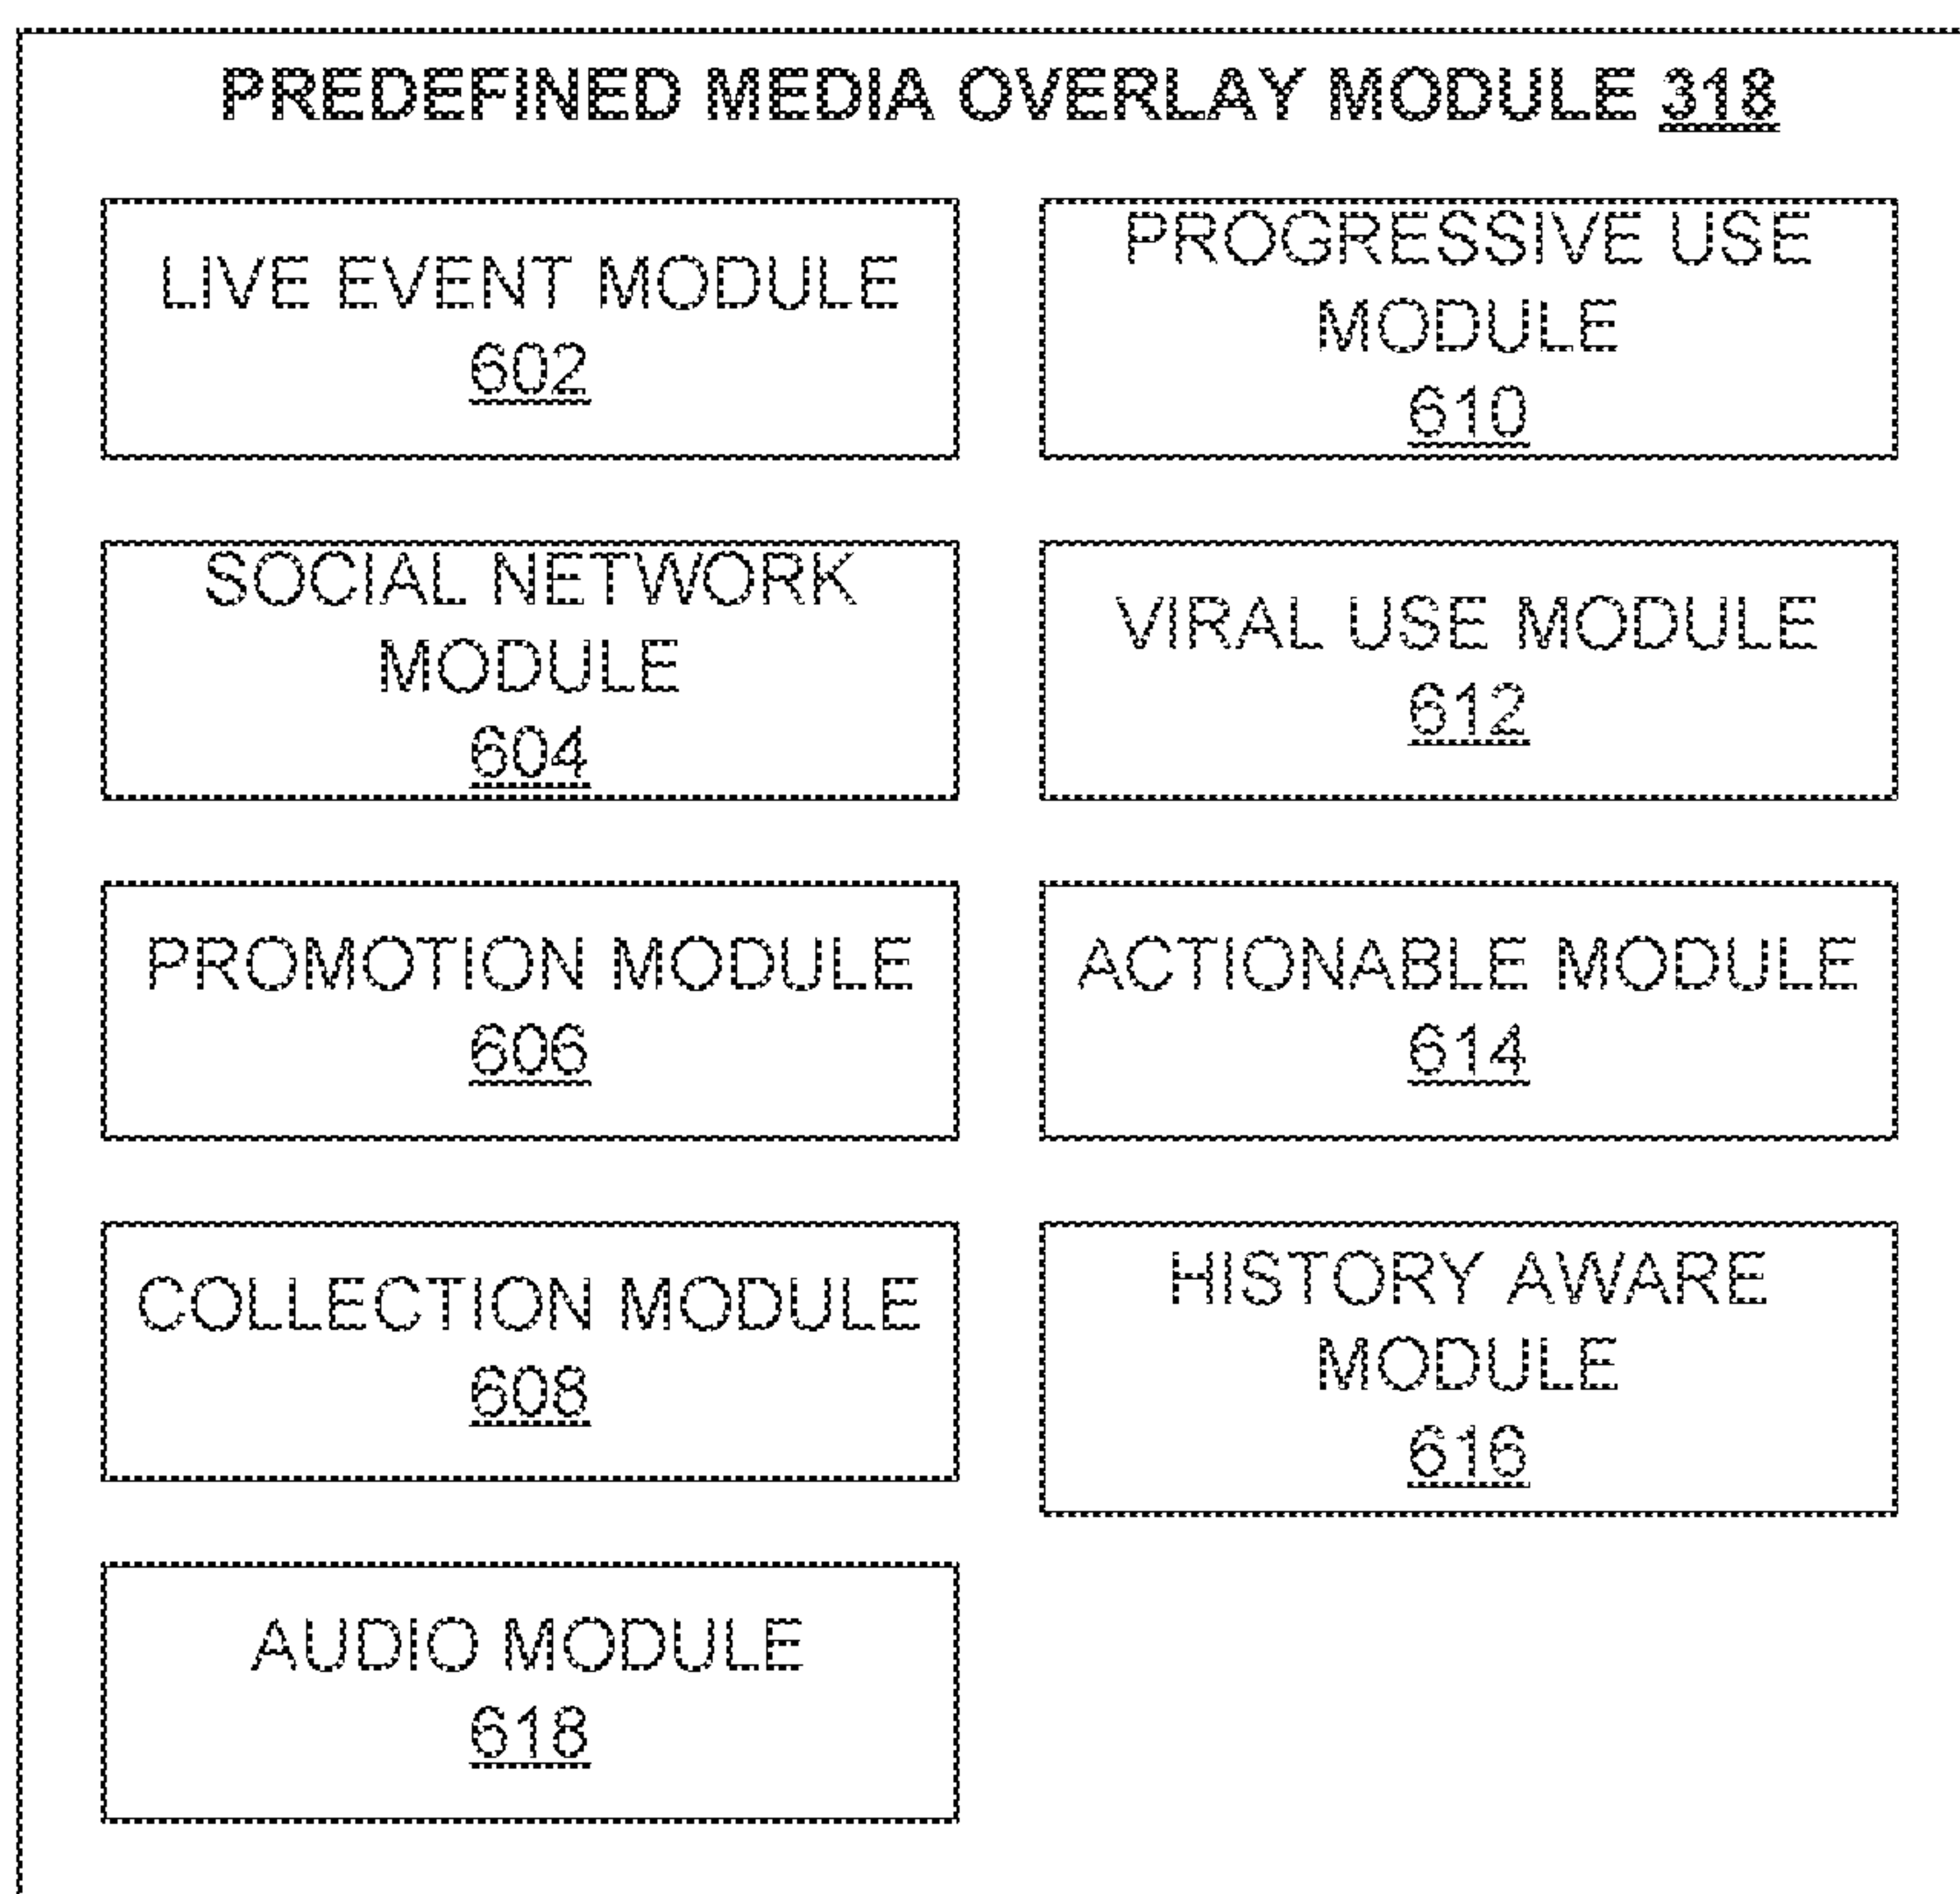 PREDEFINED MEDIA OVERLAY MODULE 318
LIVE EVENT MODULE
602
PROGRESSIVE USE
MODULE
610
SOCIAL NETWORK
MODULE
604
VIRAL USE MODULE
612
PROMOTION MODULE
606
ACTIONABLE MODULE
614
COLLECTION MODULE
608
HISTORY AWARE
MODULE
616
AUDIO MODULE
618